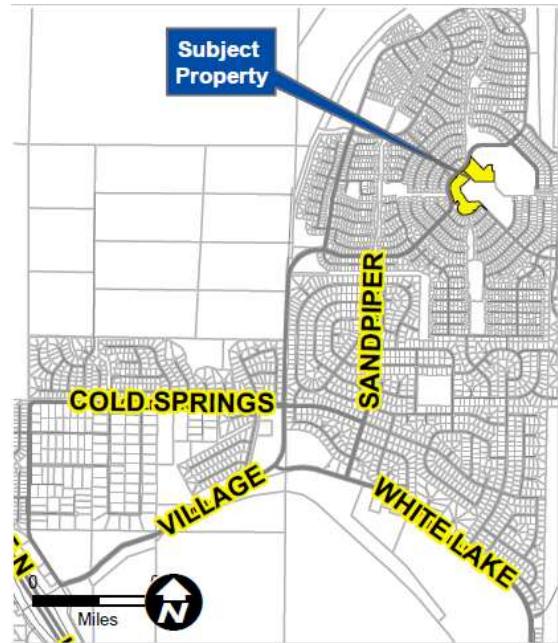 Subject
Property
SANDPIPER
COLD SPRINGS
VILLAGE
WHITE LAKE
N
0
Miles
N